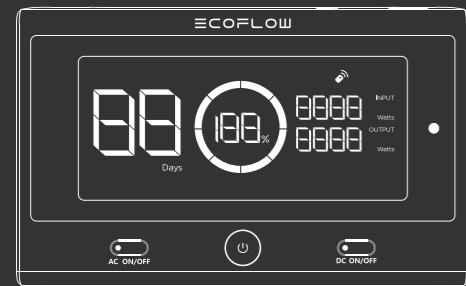 ECOFLOW
88
Days
188%
8888
INPUT
Watts
8888
OUTPUT
Watts
AC ON/OFF
DC ON/OFF